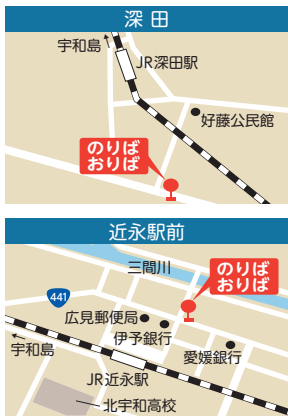 深田
宇和島
JR深田駅
好藤公民館
のりば
おりば
近永駅前
三間川
のりば
おりば
441
広見郵便局
伊予銀行
宇和島
愛媛銀行
JR近永駅
北宇和高校